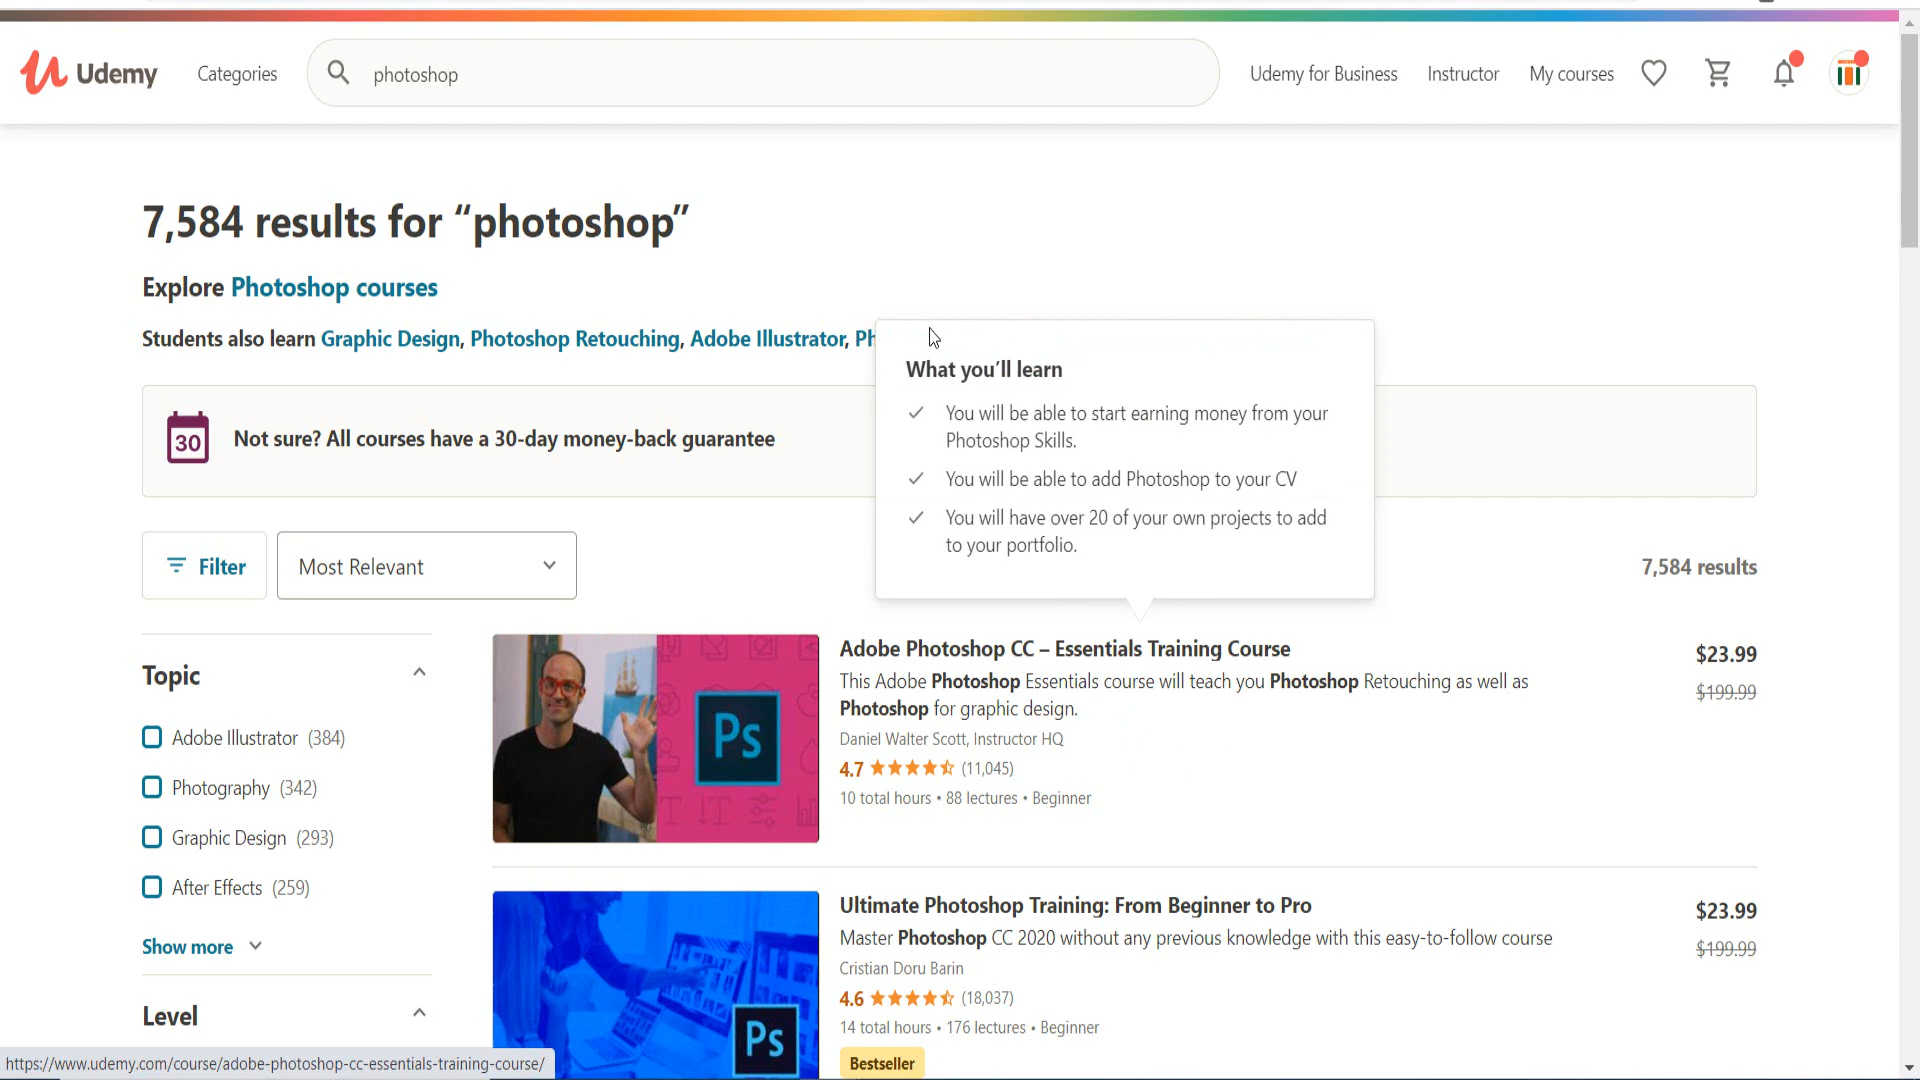 Udemy
Categories
photoshop
Udemy for Business
Instructor
My courses
7,584 results for “photoshop”
Explore Photoshop courses
Students also learn Graphic Design, Photoshop Retouching, Adobe Illustrator, Ph
What you’ll learn
You will be able to start earning money from your
Photoshop Skills.
You will be able to add Photoshop to your CV
You will have over 20 of your own projects to add
to your portfolio.
30
Not sure? All courses have a 30-day money-back guarantee
Filter
Most Relevant
7,584 results
Topic
Adobe Illustrator (384)
Photography (342)
Graphic Design (293)
After Effects (259)
Show more
Level
Ps
Adobe Photoshop CC – Essentials Training Course
$23.99
This Adobe Photoshop Essentials course will teach you Photoshop Retouching as well as
$199.99
Photoshop for graphic design.
Daniel Walter Scott, Instructor HQ
4.7 (11,045)
10 total hours • 88 lectures • Beginner
Ps
Ultimate Photoshop Training: From Beginner to Pro
$23.99
Master Photoshop CC 2020 without any previous knowledge with this easy-to-follow course
$199.99
Cristian Doru Barin
4.6 (18,037)
14 total hours • 176 lectures • Beginner
Bestseller
https://www.udemy.com/course/adobe-photoshop-cc-essentials-training-course/